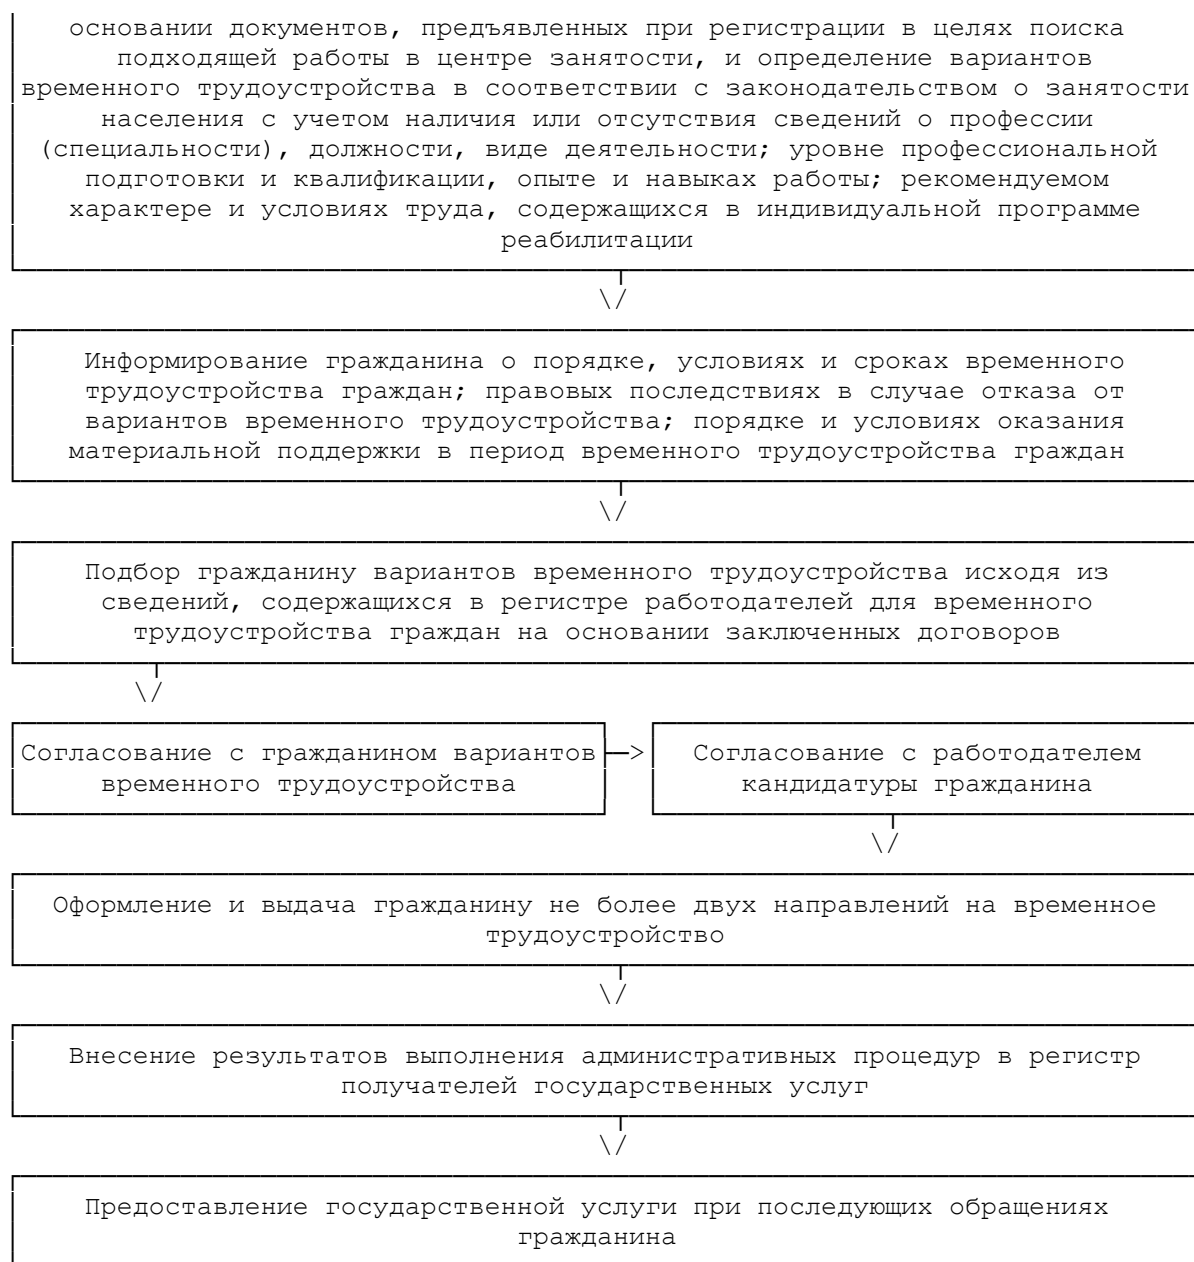 основании документов, предъявленных при регистрации в целях поиска
подходящей работы в центре занятости, и определение вариантов
временного трудоустройства в соответствии с законодательством о занятости
населения с учетом наличия или отсутствия сведений о профессии
(специальности), должности, виде деятельности; уровне профессиональной
подготовки и квалификации, опыте и навыках работы; рекомендуемом
характере и условиях труда, содержащихся в индивидуальной программе
реабилитации
Информирование гражданина о порядке, условиях и сроках временного
трудоустройства граждан; правовых последствиях в случае отказа от
вариантов временного трудоустройства; порядке и условиях оказания
материальной поддержки в период временного трудоустройства граждан
Подбор гражданину вариантов временного трудоустройства исходя из
сведений, содержащихся в регистре работодателей для временного
трудоустройства граждан на основании заключенных договоров
Согласование с гражданином вариантов
временного трудоустройства
Согласование с работодателем
кандидатуры гражданина
Оформление и выдача гражданину не более двух направлений на временное
трудоустройство
Внесение результатов выполнения административных процедур в регистр
получателей государственных услуг
Предоставление государственной услуги при последующих обращениях
гражданина